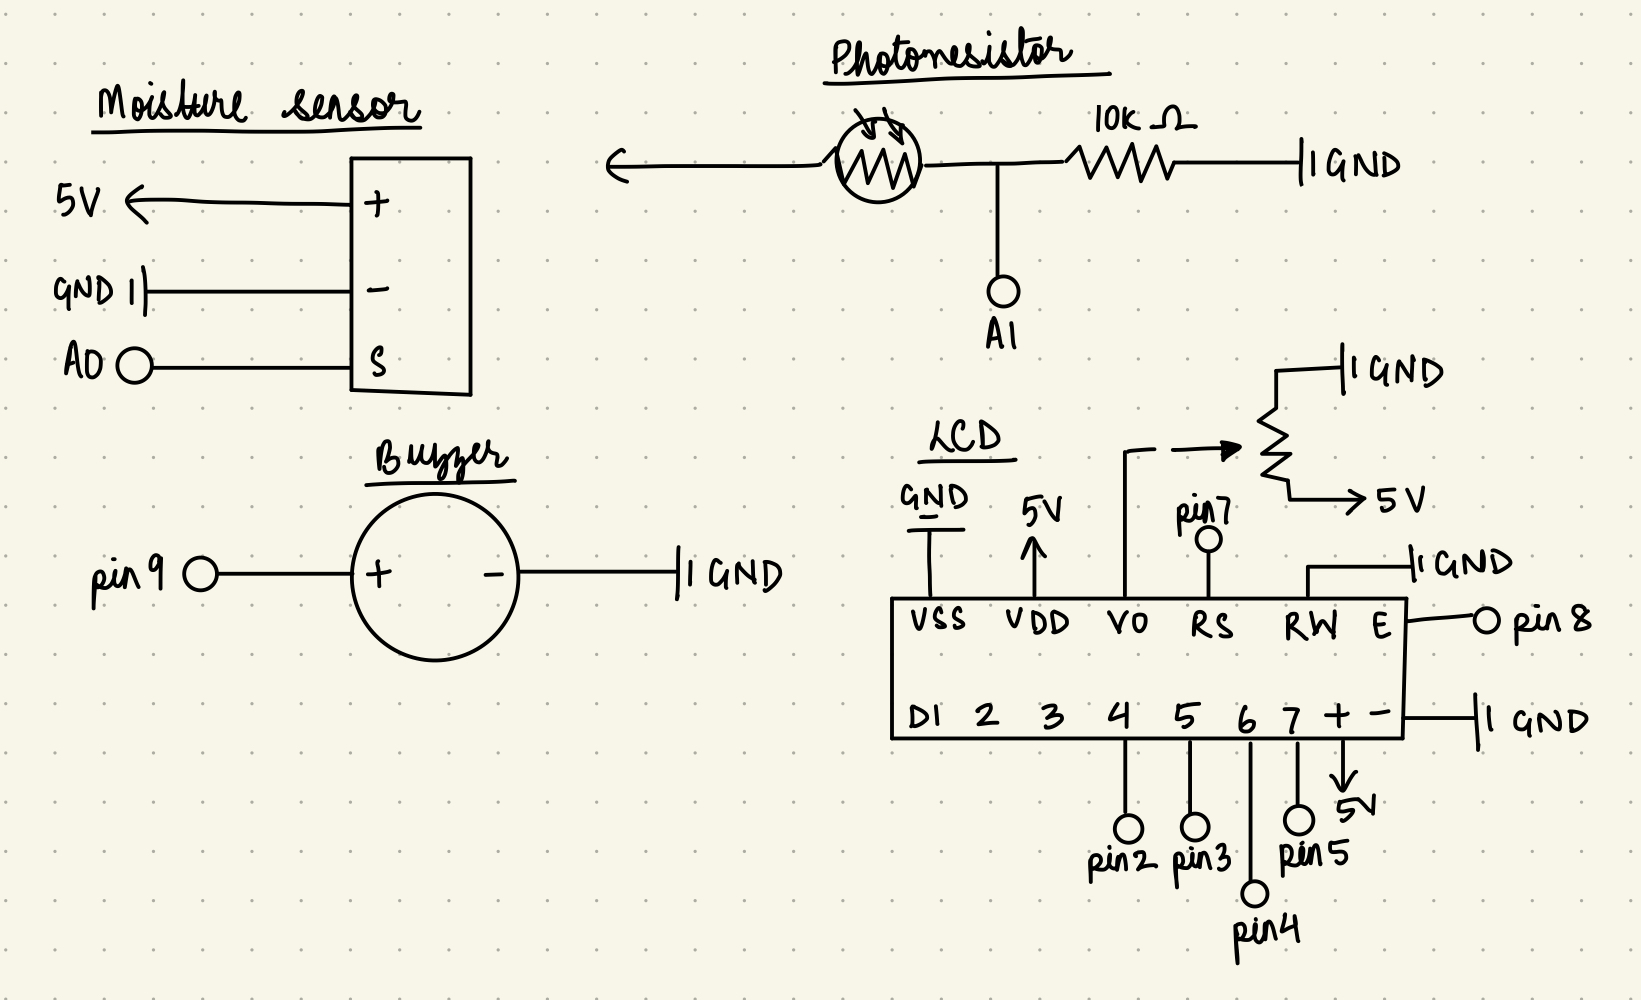 Moisture sensor
5V
+
GND
-
A0
S
Photoresistor
10K Ω
GND
A1
Buzzer
pin 9
+ -
GND
LCD
GND
5V
pin7
GND
5V
GND
VSS VDD VO RS RW E
pin 8
D1 2 3 4 5 6 7 + -
GND
pin2
pin3
pin4
pin5
5V